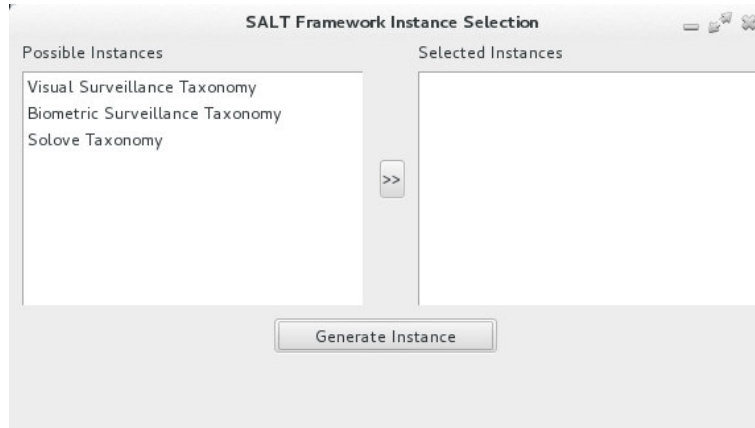 SALT Framework Instance Selection
Possible Instances
Selected Instances
Visual Surveillance Taxonomy
Biometric Surveillance Taxonomy
Solove Taxonomy
>>
Generate Instance